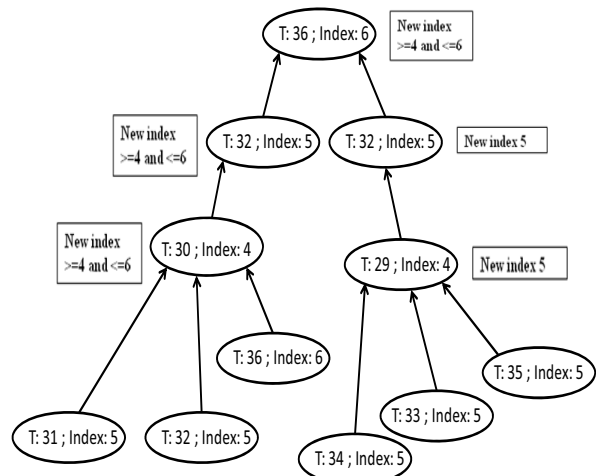 T: 36 ; Index: 6
New index
>=4 and <=6
New index
>=4 and <=6
T: 32 ; Index: 5
T: 32 ; Index: 5
New index 5
New index
>=4 and <=6
T: 30 ; Index: 4
T: 29 ; Index: 4
New index 5
T: 36 ; Index: 6
T: 35 ; Index: 5
T: 33 ; Index: 5
T: 31 ; Index: 5
T: 32 ; Index: 5
T: 34 ; Index: 5